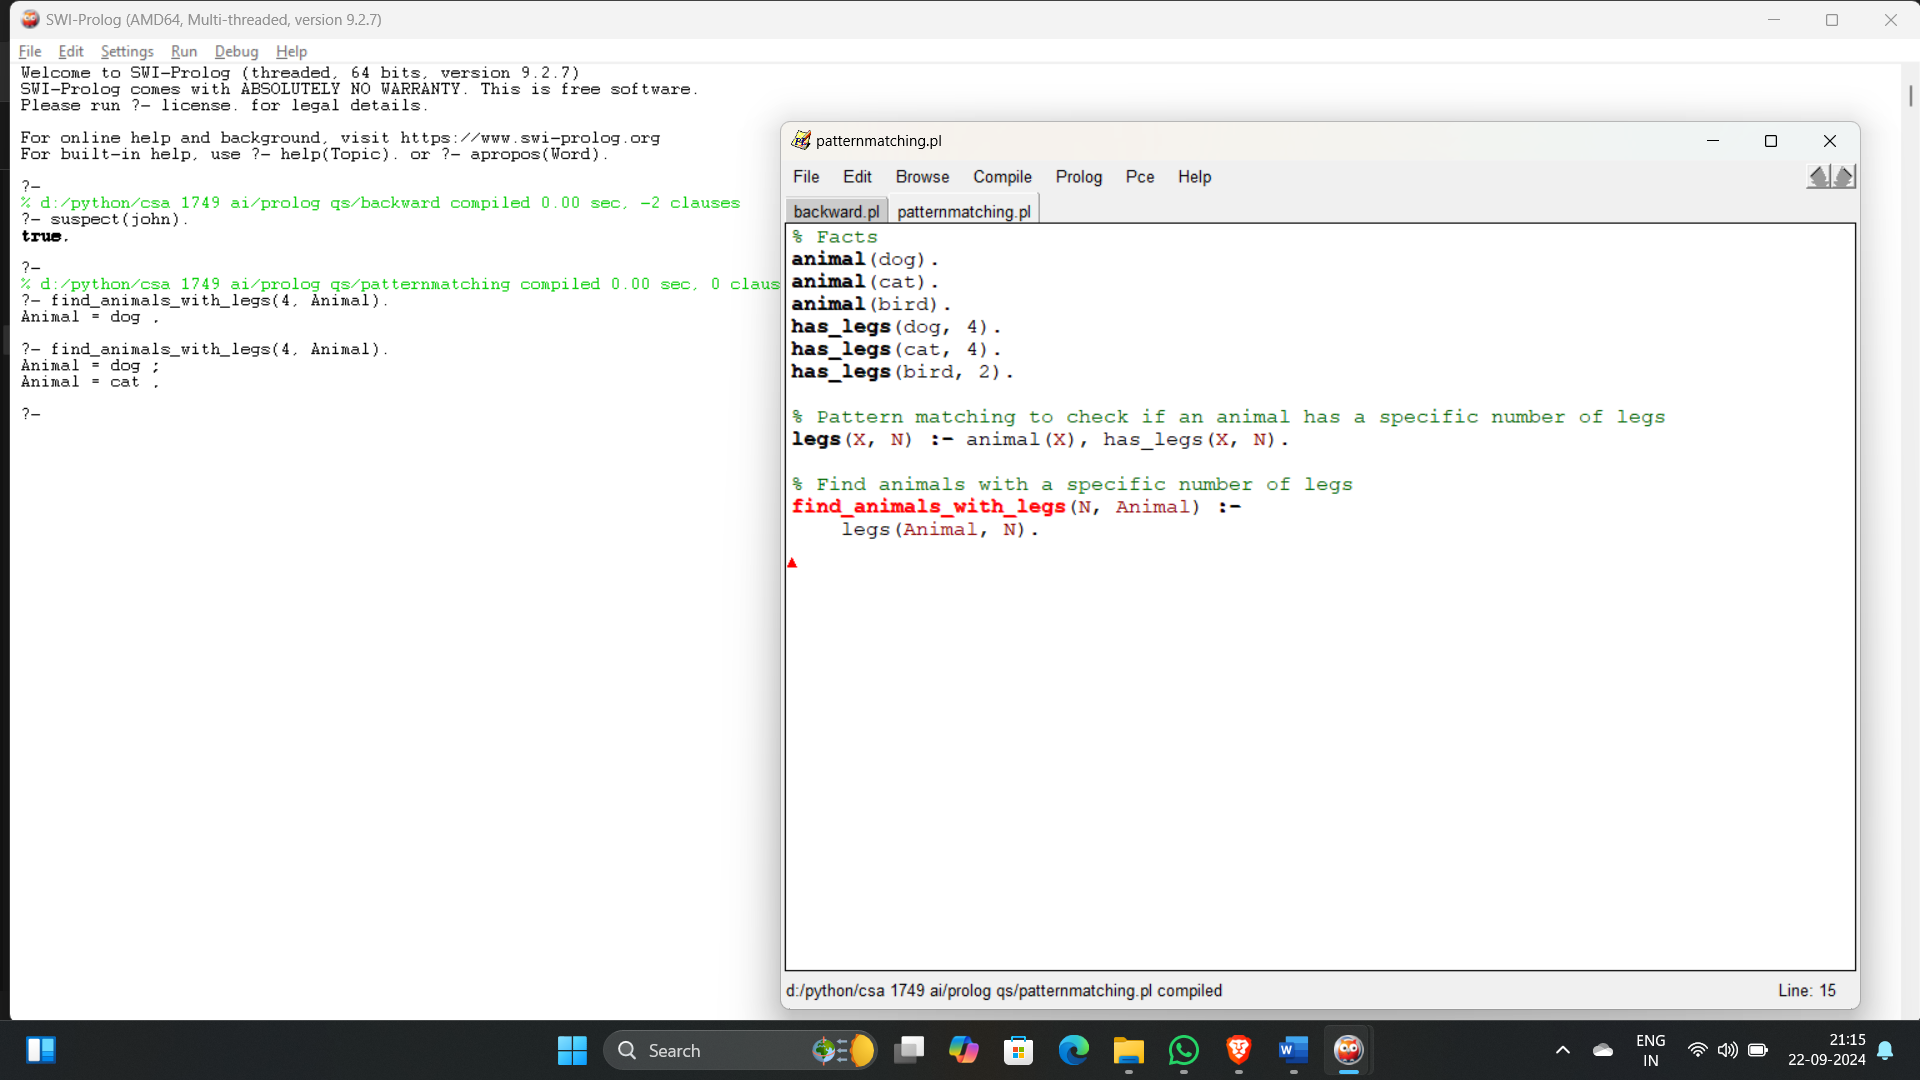 SWI-Prolog (AMD64, Multi-threaded, version 9.2.7)
File Edit Settings Run Debug Help
Welcome to SWI-Prolog (threaded, 64 bits, version 9.2.7)
SWI-Prolog comes with ABSOLUTELY NO WARRANTY. This is free software.
Please run ?- license. for legal details.
For online help and background, visit https://www.swi-prolog.org
For built-in help, use ?- help(Topic). or ?- apropos(Word).
?-
% d:/python/csa 1749 ai/prolog qs/backward compiled 0.00 sec, -2 clauses
?- suspect(john).
true.
?-
% d:/python/csa 1749 ai/prolog qs/patternmatching compiled 0.00 sec, 0 claus
?- find_animals_with_legs(4, Animal).
Animal = dog .
?- find_animals_with_legs(4, Animal).
Animal = dog ;
Animal = cat .
?-
patternmatching.pl
File Edit Browse Compile Prolog Pce Help
backward.pl patternmatching.pl
% Facts
animal(dog).
animal(cat).
animal(bird).
has_legs(dog, 4).
has_legs(cat, 4).
has_legs(bird, 2).
% Pattern matching to check if an animal has a specific number of legs
legs(X, N) :- animal(X), has_legs(X, N).
% Find animals with a specific number of legs
find_animals_with_legs(N, Animal) :-
legs(Animal, N).
d:/python/csa 1749 ai/prolog qs/patternmatching.pl compiled
Line: 15
Search
W
ENG
IN
21:15
22-09-2024